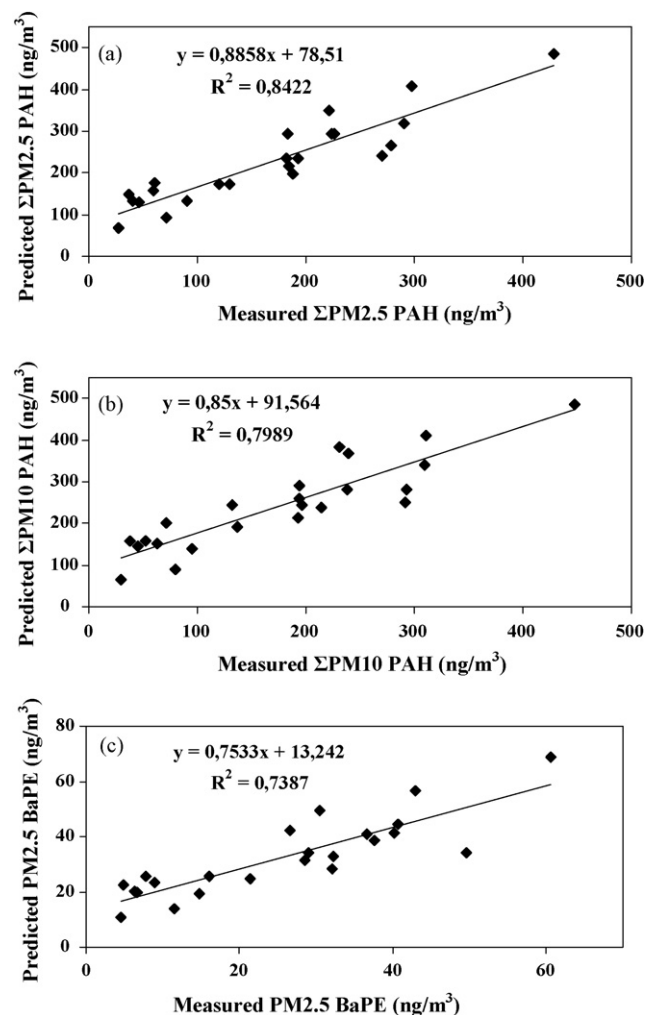 (a)
y = 0,8858x + 78,51
R² = 0,8422
Predicted ΣPM2.5 PAH (ng/m³)
500
400
300
200
100
0
0 100 200 300 400 500
Measured ΣPM2.5 PAH (ng/m³)
(b)
y = 0,85x + 91,564
R² = 0,7989
Predicted ΣPM10 PAH (ng/m³)
500
400
300
200
100
0
0 100 200 300 400 500
Measured ΣPM10 PAH (ng/m³)
(c)
y = 0,7533x + 13,242
R² = 0,7387
Predicted PM2.5 BaPE (ng/m³)
80
60
40
20
0
0 20 40 60
Measured PM2.5 BaPE (ng/m³)